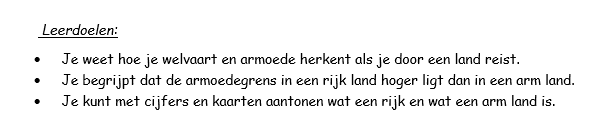 Leerdoelen:
• Je weet hoe je welvaart en armoede herkent als je door een land reist.
• Je begrijpt dat de armoedegrens in een rijk land hoger ligt dan in een arm land.
• Je kunt met cijfers en kaarten aantonen wat een rijk en wat een arm land is.